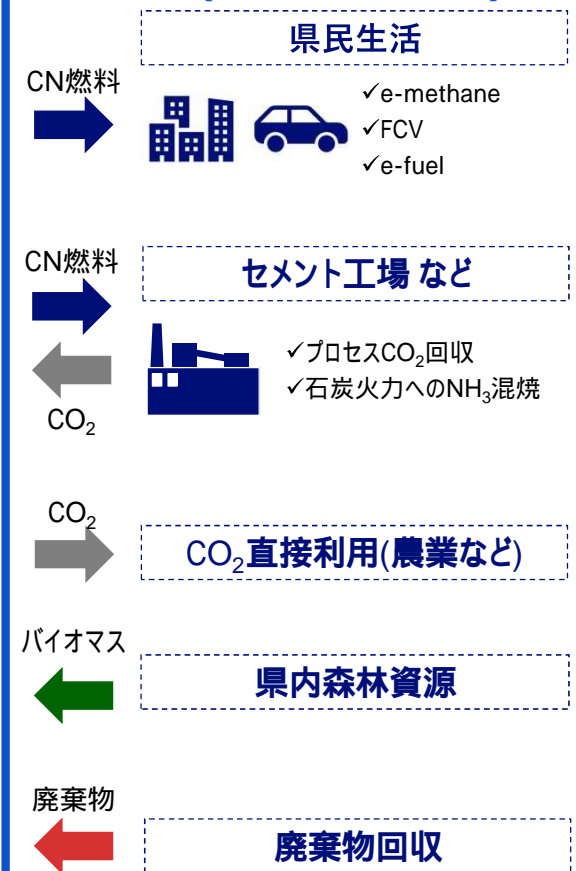 県民生活
CN燃料
✓e-methane
✓FCV
✓e-fuel
CN燃料
セメント工場 など
✓プロセスCO₂回収
✓石炭火力へのNH₃混焼
CO₂
CO₂
CO₂直接利用(農業など)
バイオマス
県内森林資源
廃棄物
廃棄物回収